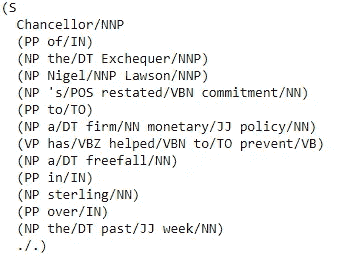 (S
Chancellor/NNP
(PP of/IN)
(NP the/DT Exchequer/NNP)
(NP Nigel/NNP Lawson/NNP)
(NP 's/POS restated/VBN commitment/NN)
(PP to/TO)
(NP a/DT firm/NN monetary/JJ policy/NN)
(VP has/VBZ helped/VBN to/TO prevent/VB)
(NP a/DT freefall/NN)
(PP in/IN)
(NP sterling/NN)
(PP over/IN)
(NP the/DT past/JJ week/NN)
./.)